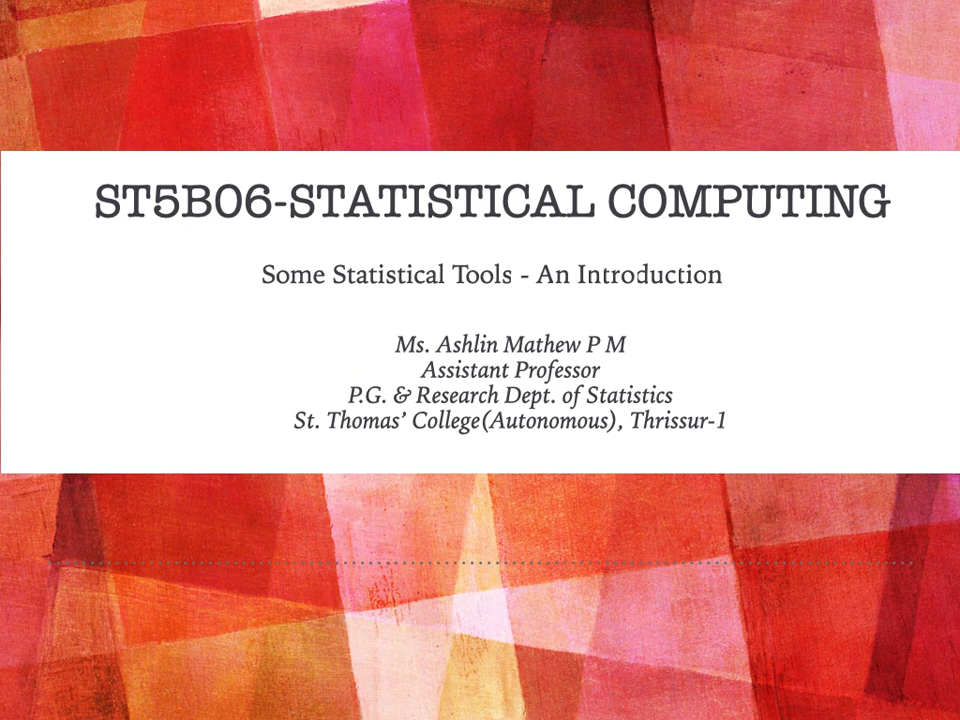 ST5B06-STATISTICAL COMPUTING
Some Statistical Tools - An Introduction
Ms. Ashlin Mathew P M
Assistant Professor
P.G. & Research Dept. of Statistics
St. Thomas’ College(Autonomous), Thrissur-1